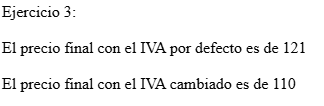 Ejercicio 3:
El precio final con el IVA por defecto es de 121
El precio final con el IVA cambiado es de 110